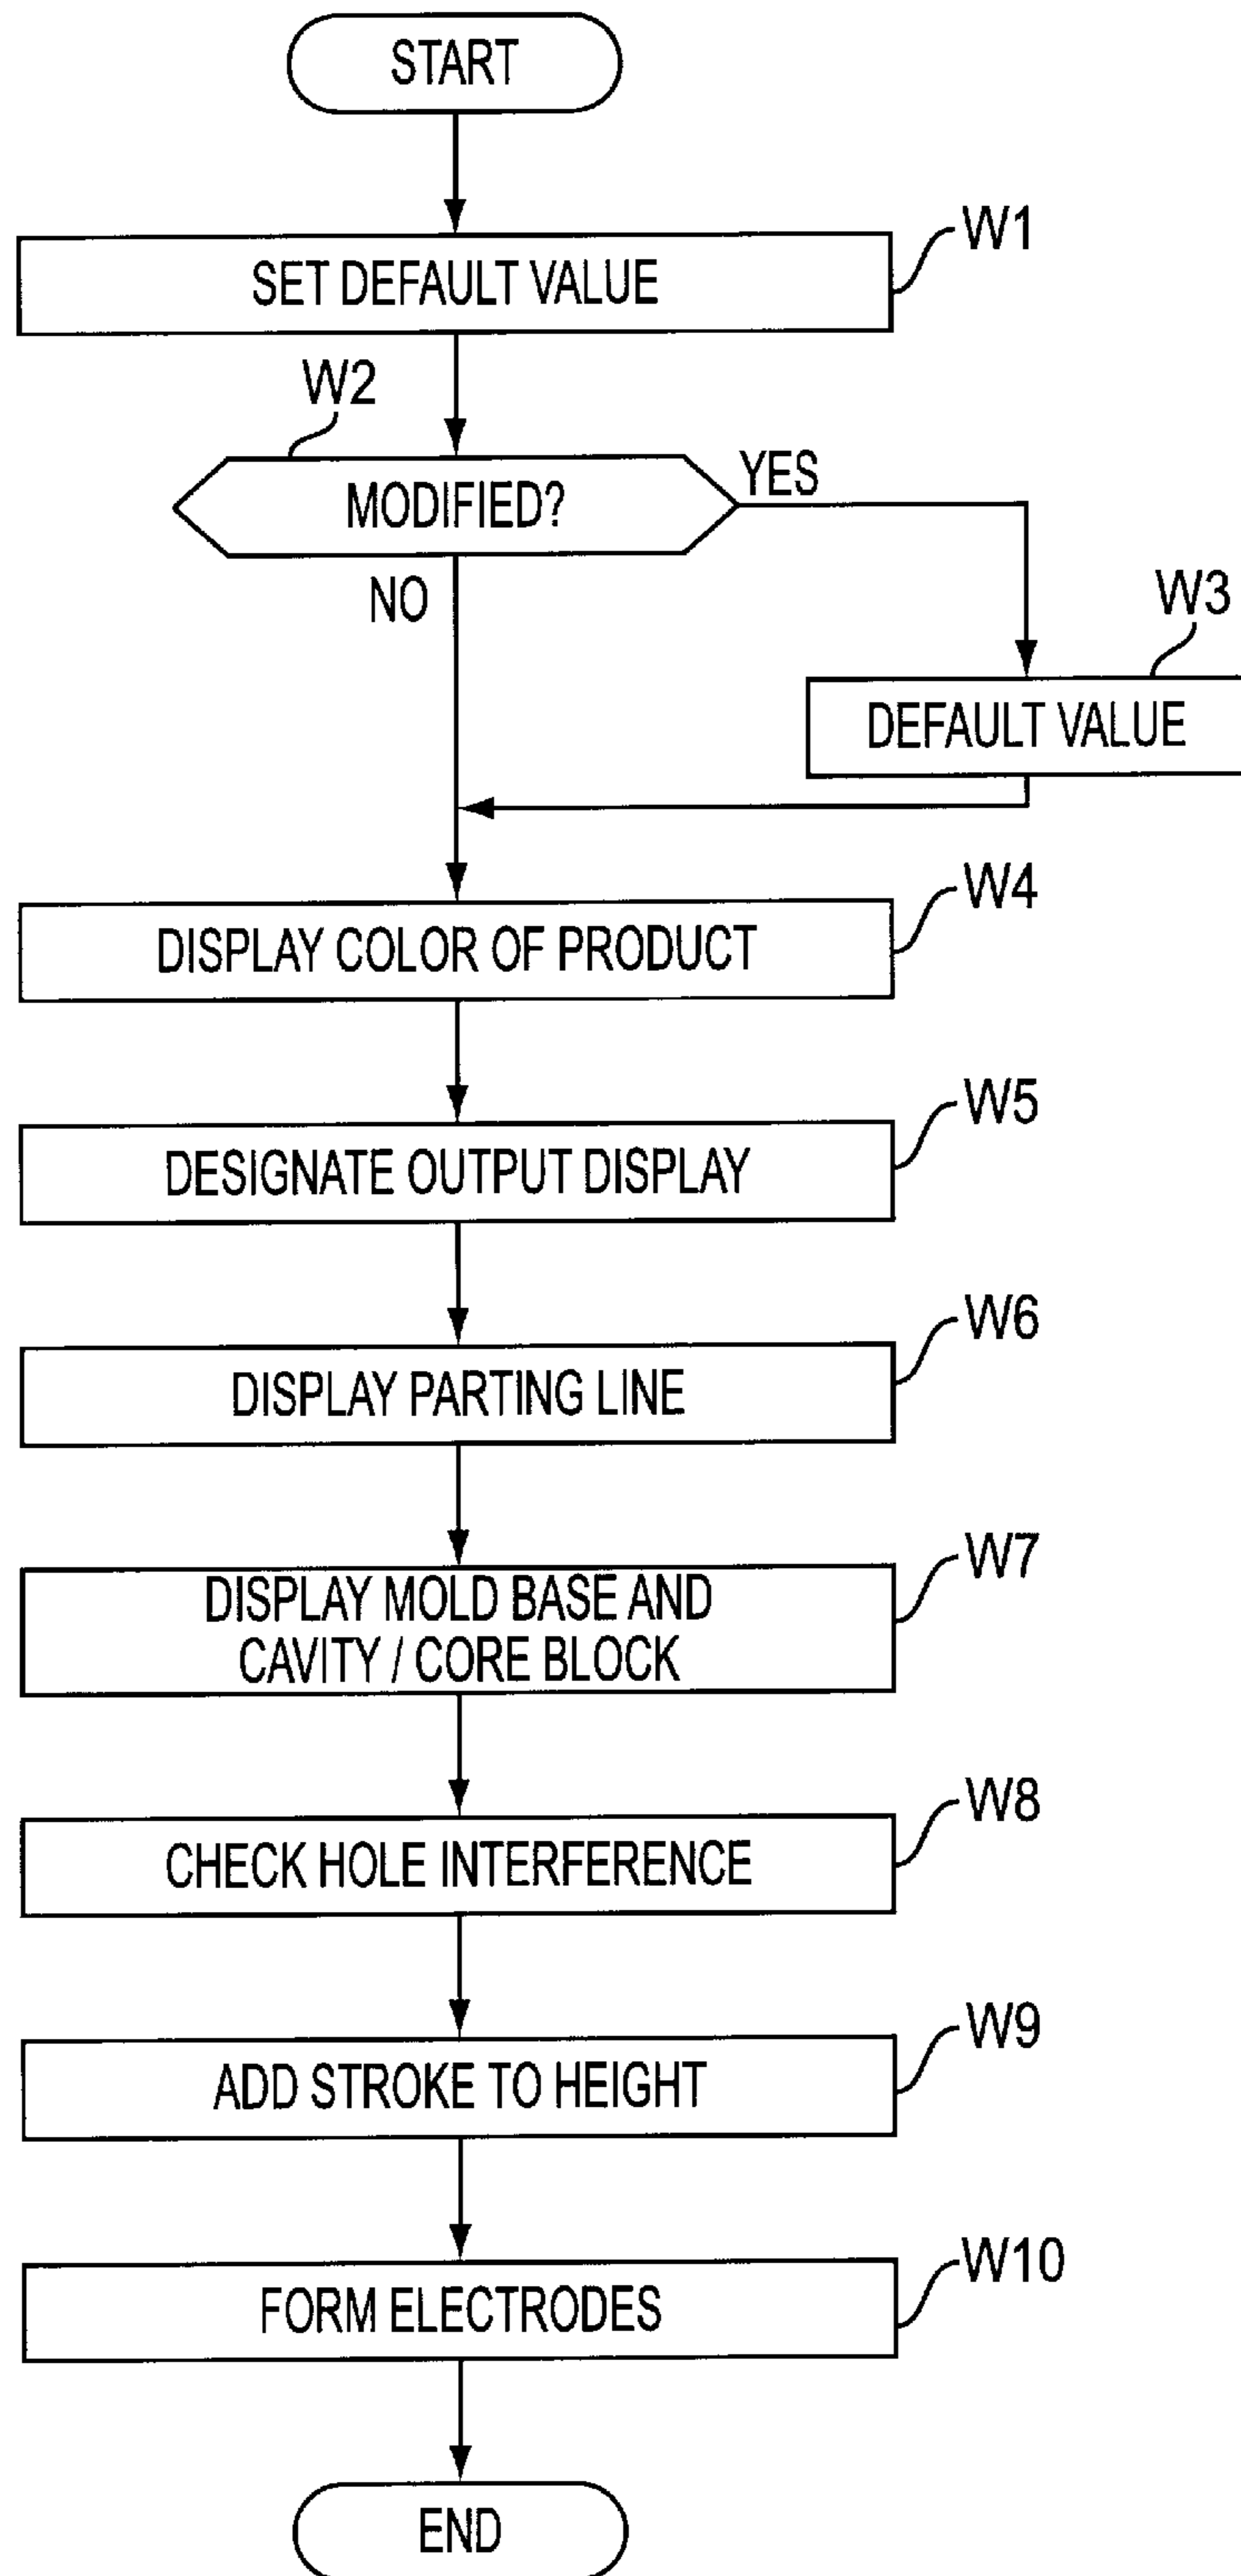 START
W1
SET DEFAULT VALUE
W2
MODIFIED?
YES
NO
W3
DEFAULT VALUE
W4
DISPLAY COLOR OF PRODUCT
W5
DESIGNATE OUTPUT DISPLAY
W6
DISPLAY PARTING LINE
W7
DISPLAY MOLD BASE AND
CAVITY / CORE BLOCK
W8
CHECK HOLE INTERFERENCE
W9
ADD STROKE TO HEIGHT
W10
FORM ELECTRODES
END